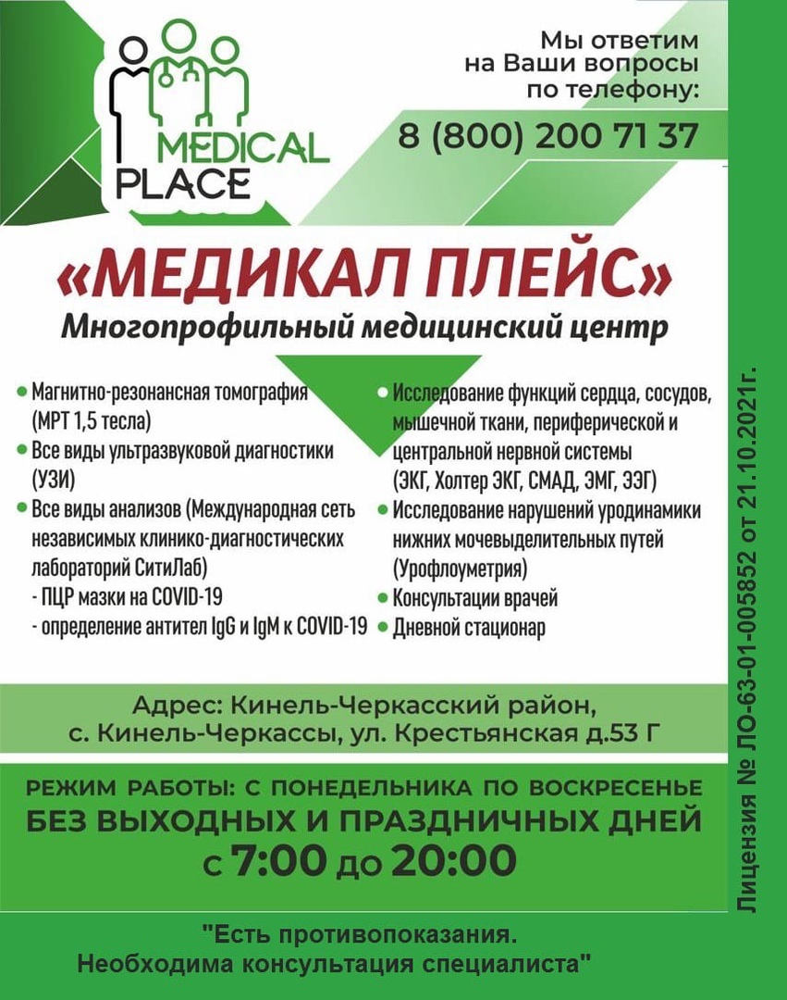 MEDICAL
PLACE
Мы ответим
на Ваши вопросы
по телефону:
8 (800) 200 71 37
«МЕДИКАЛ ПЛЕЙС»
Многопрофильный медицинский центр
• Магнитно-резонансная томография
(МРТ 1,5 тесла)
• Все виды ультразвуковой диагностики
(УЗИ)
• Все виды анализов (Международная сеть
независимых клинико-диагностических
лабораторий СитиЛаб)
- ПЦР мазки на COVID-19
- определение антител IgG и IgM к COVID-19
• Исследование функций сердца, сосудов,
мышечной ткани, периферической и
центральной нервной системы
(ЭКГ, Холтер ЭКГ, СМАД, ЭМГ, ЭЭГ)
• Исследование нарушений уродинамики
нижних мочевыделительных путей
(Урофлоуметрия)
• Консультации врачей
• Дневной стационар
Адрес: Кинель-Черкасский район,
с. Кинель-Черкассы, ул. Крестьянская д.53 Г
РЕЖИМ РАБОТЫ: С ПОНЕДЕЛЬНИКА ПО ВОСКРЕСЕНЬЕ
БЕЗ ВЫХОДНЫХ И ПРАЗДНИЧНЫХ ДНЕЙ
С 7:00 ДО 20:00
"Есть противопоказания.
Необходима консультация специалиста"
Лицензия № ЛО-63-01-005852 от 21.10.2021г.